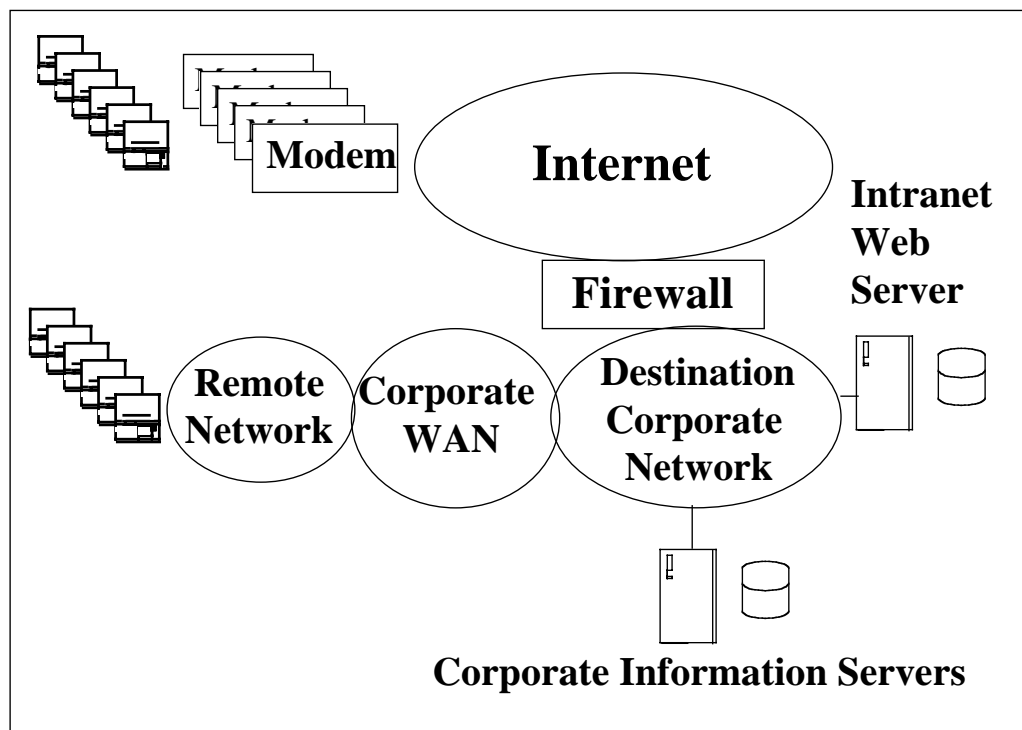 Modem
Internet
Intranet
Web
Server
Firewall
Remote
Network
Corporate
WAN
Destination
Corporate
Network
Corporate Information Servers